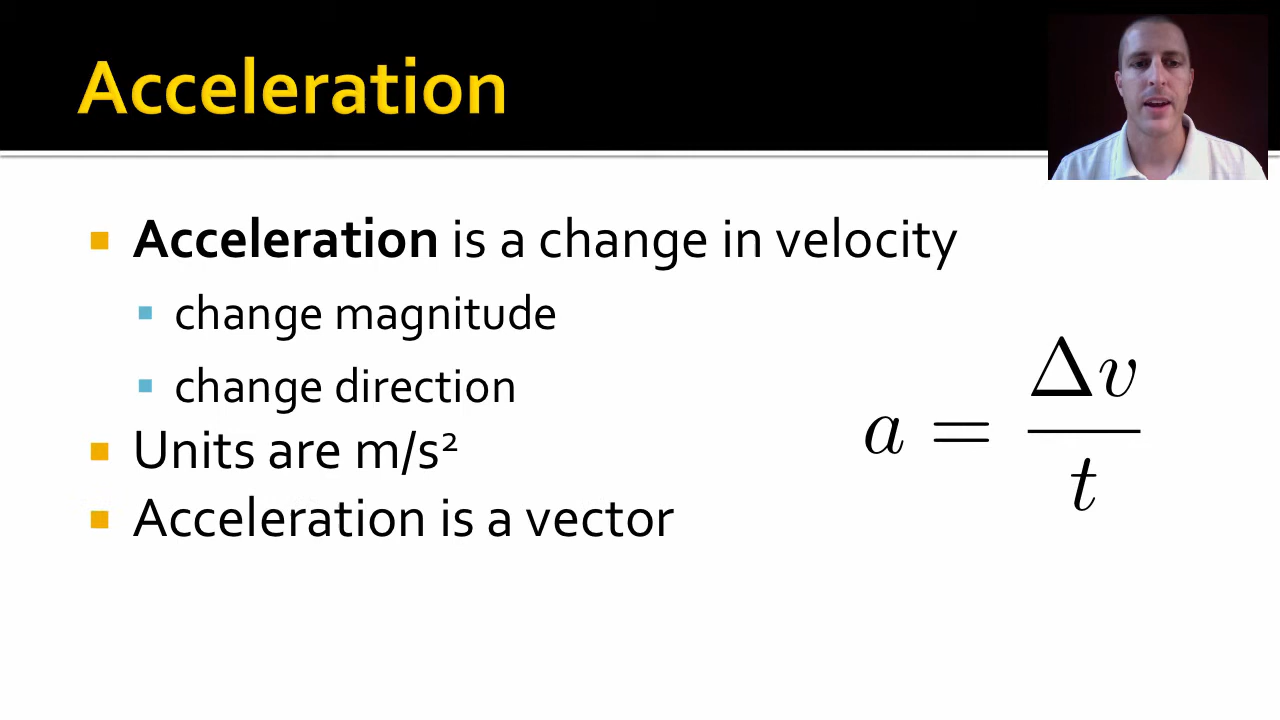 Acceleration
Acceleration is a change in velocity
change magnitude
change direction
Units are m/s²
Acceleration is a vector
a = Δv / t